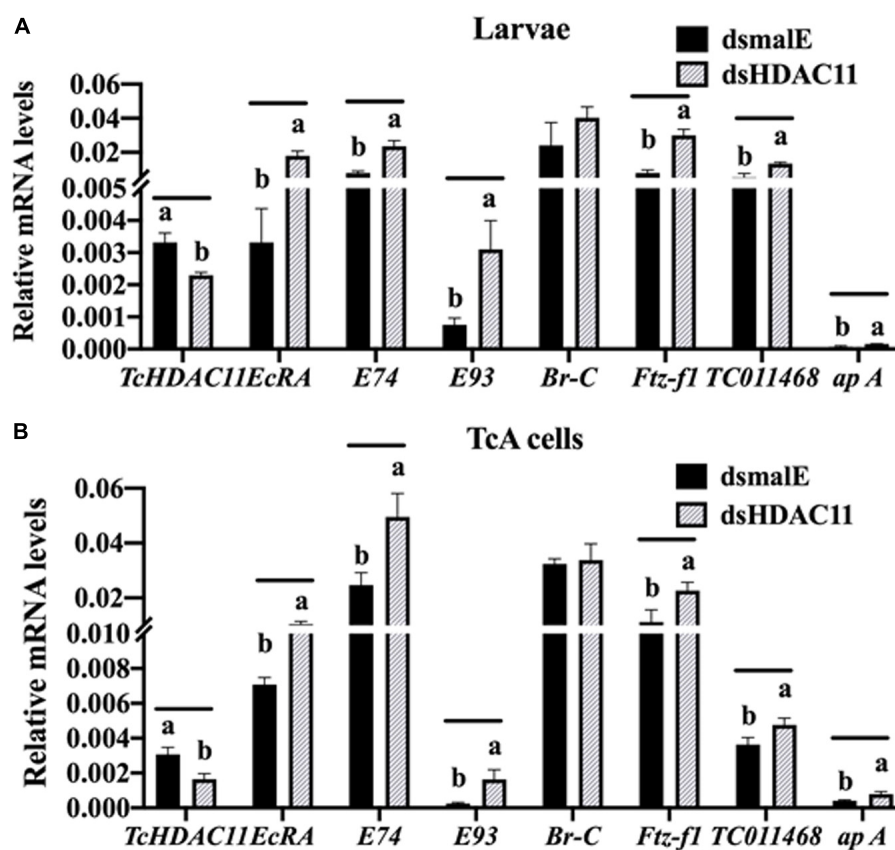 A
Larvae
dsmalE
dsHDAC11
Relative mRNA levels
0.06
0.04
0.02
0.005
0.004
0.003
0.002
0.001
0.000
a b b a b a b a b a b a b a
TcHDAC11 EcRA E74 E93 Br-C Ftz-f1 TC011468 ap A
B
TcA cells
dsmalE
dsHDAC11
Relative mRNA levels
0.06
0.04
0.02
0.010
0.008
0.006
0.004
0.002
0.000
a b b a b a b a b a b a b a
TcHDAC11 EcRA E74 E93 Br-C Ftz-f1 TC011468 ap A